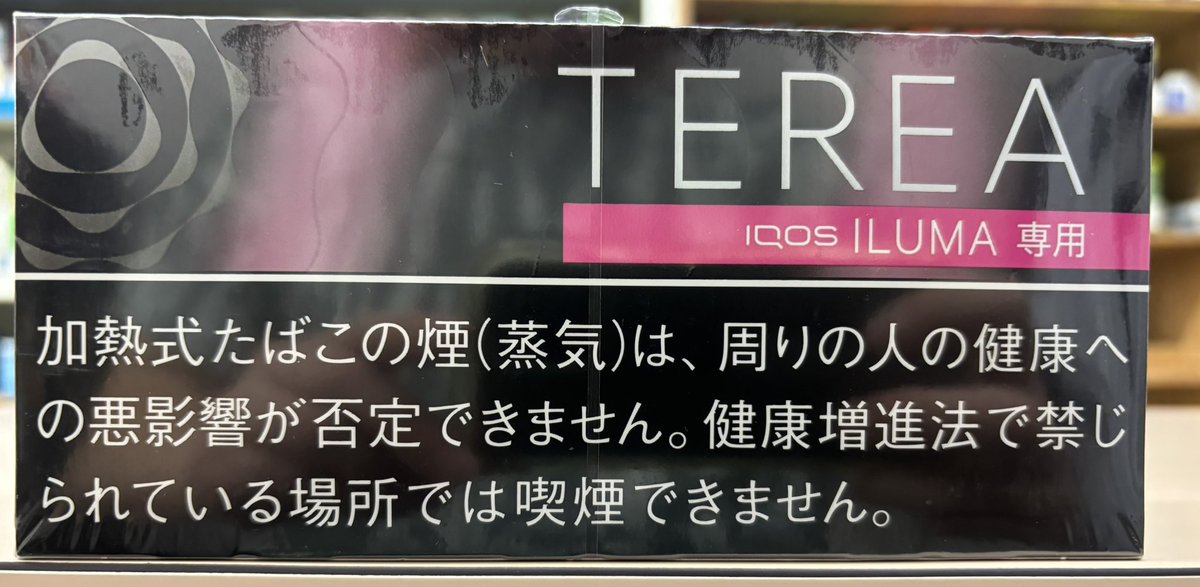 TEREA
IQOS ILUMA 専用
加熱式たばこの煙(蒸気)は、周りの人の健康へ
の悪影響が否定できません。健康増進法で禁じ
られている場所では喫煙できません。